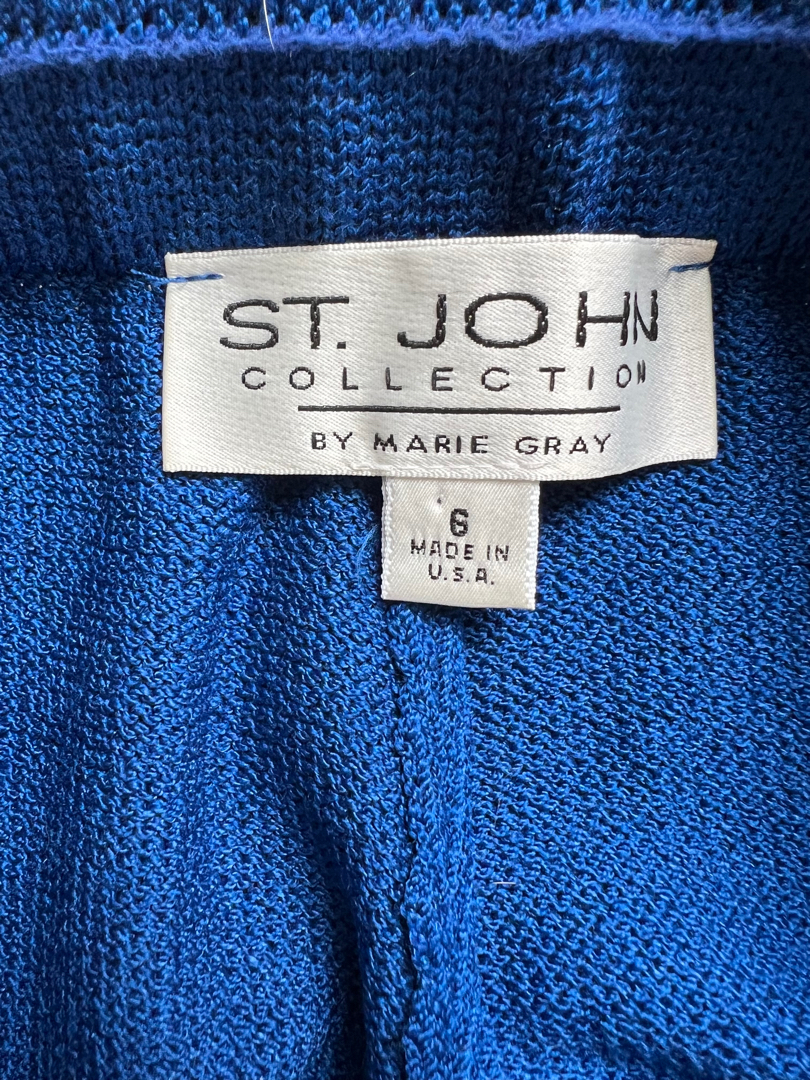 ST. JOHN
COLLECTION
BY MARIE GRAY
6
MADE IN
U.S.A.